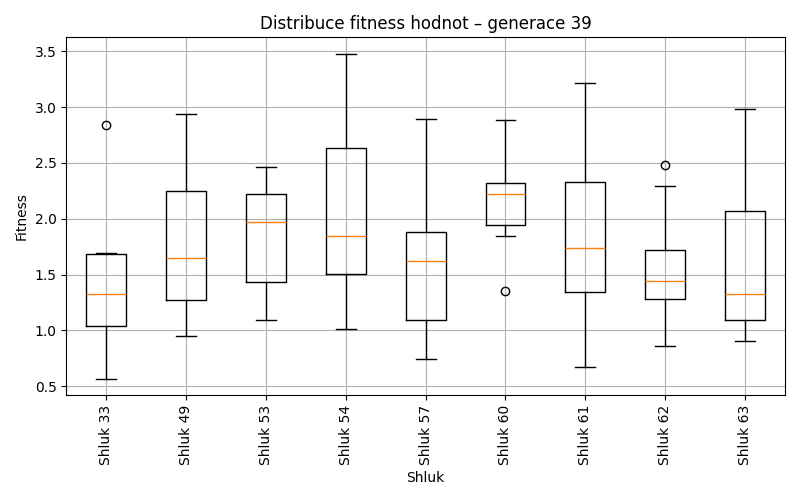 Distribuce fitness hodnot – generace 39
Fitness
3.5
3.0
2.5
2.0
1.5
1.0
0.5
Shluk 33
Shluk 49
Shluk 53
Shluk 54
Shluk 57
Shluk 60
Shluk 61
Shluk 62
Shluk 63
Shluk